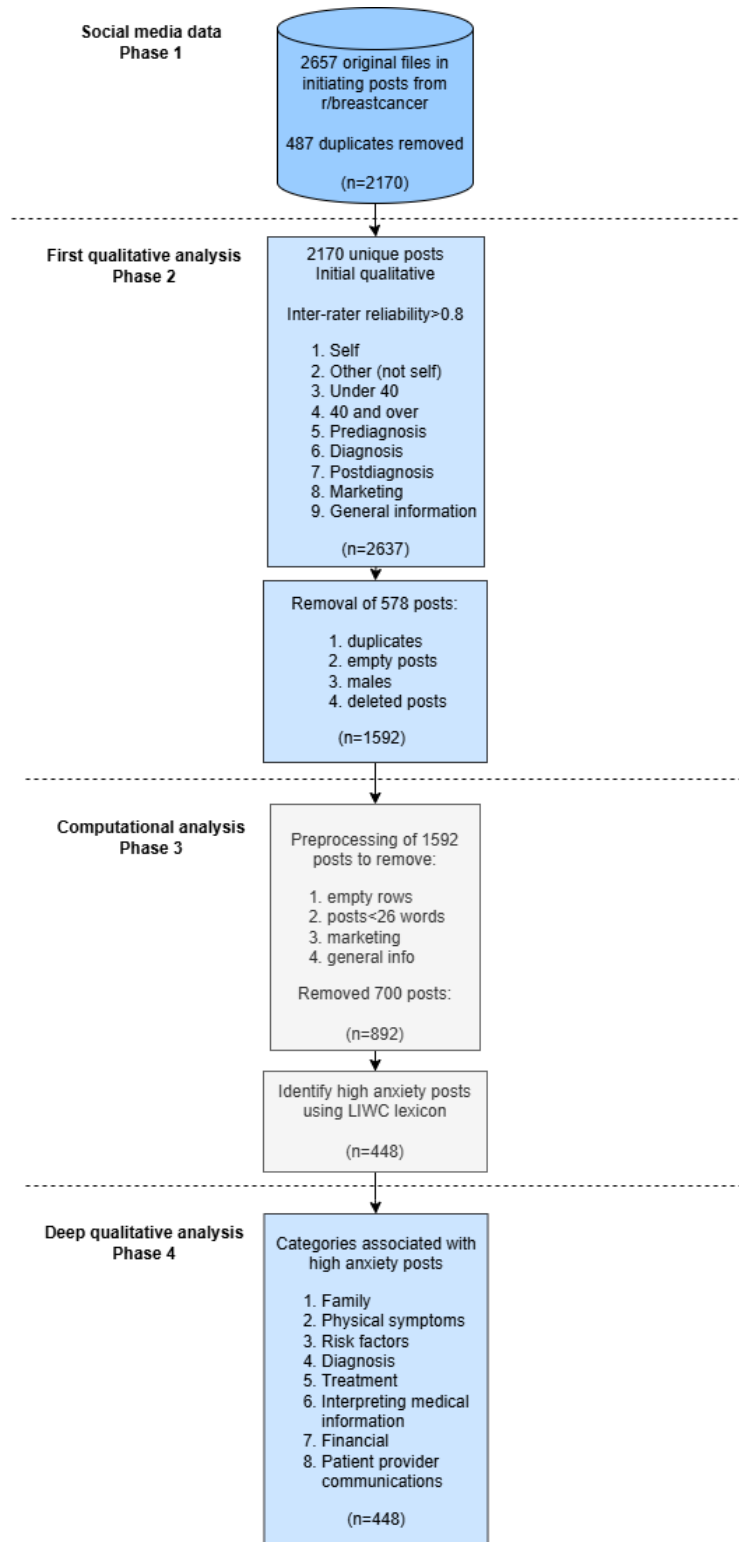 Social media data
Phase 1
2657 original files in
initiating posts from
r/breastcancer
487 duplicates removed
(n=2170)
First qualitative analysis
Phase 2
2170 unique posts
Initial qualitative
Inter-rater reliability>0.8
1. Self
2. Other (not self)
3. Under 40
4. 40 and over
5. Prediagnosis
6. Diagnosis
7. Postdiagnosis
8. Marketing
9. General information
(n=2637)
Removal of 578 posts:
1. duplicates
2. empty posts
3. males
4. deleted posts
(n=1592)
Computational analysis
Phase 3
Preprocessing of 1592
posts to remove:
1. empty rows
2. posts<26 words
3. marketing
4. general info
Removed 700 posts:
(n=892)
Identify high anxiety posts
using LIWC lexicon
(n=448)
Deep qualitative analysis
Phase 4
Categories associated with
high anxiety posts
1. Family
2. Physical symptoms
3. Risk factors
4. Diagnosis
5. Treatment
6. Interpreting medical
information
7. Financial
8. Patient provider
communications
(n=448)